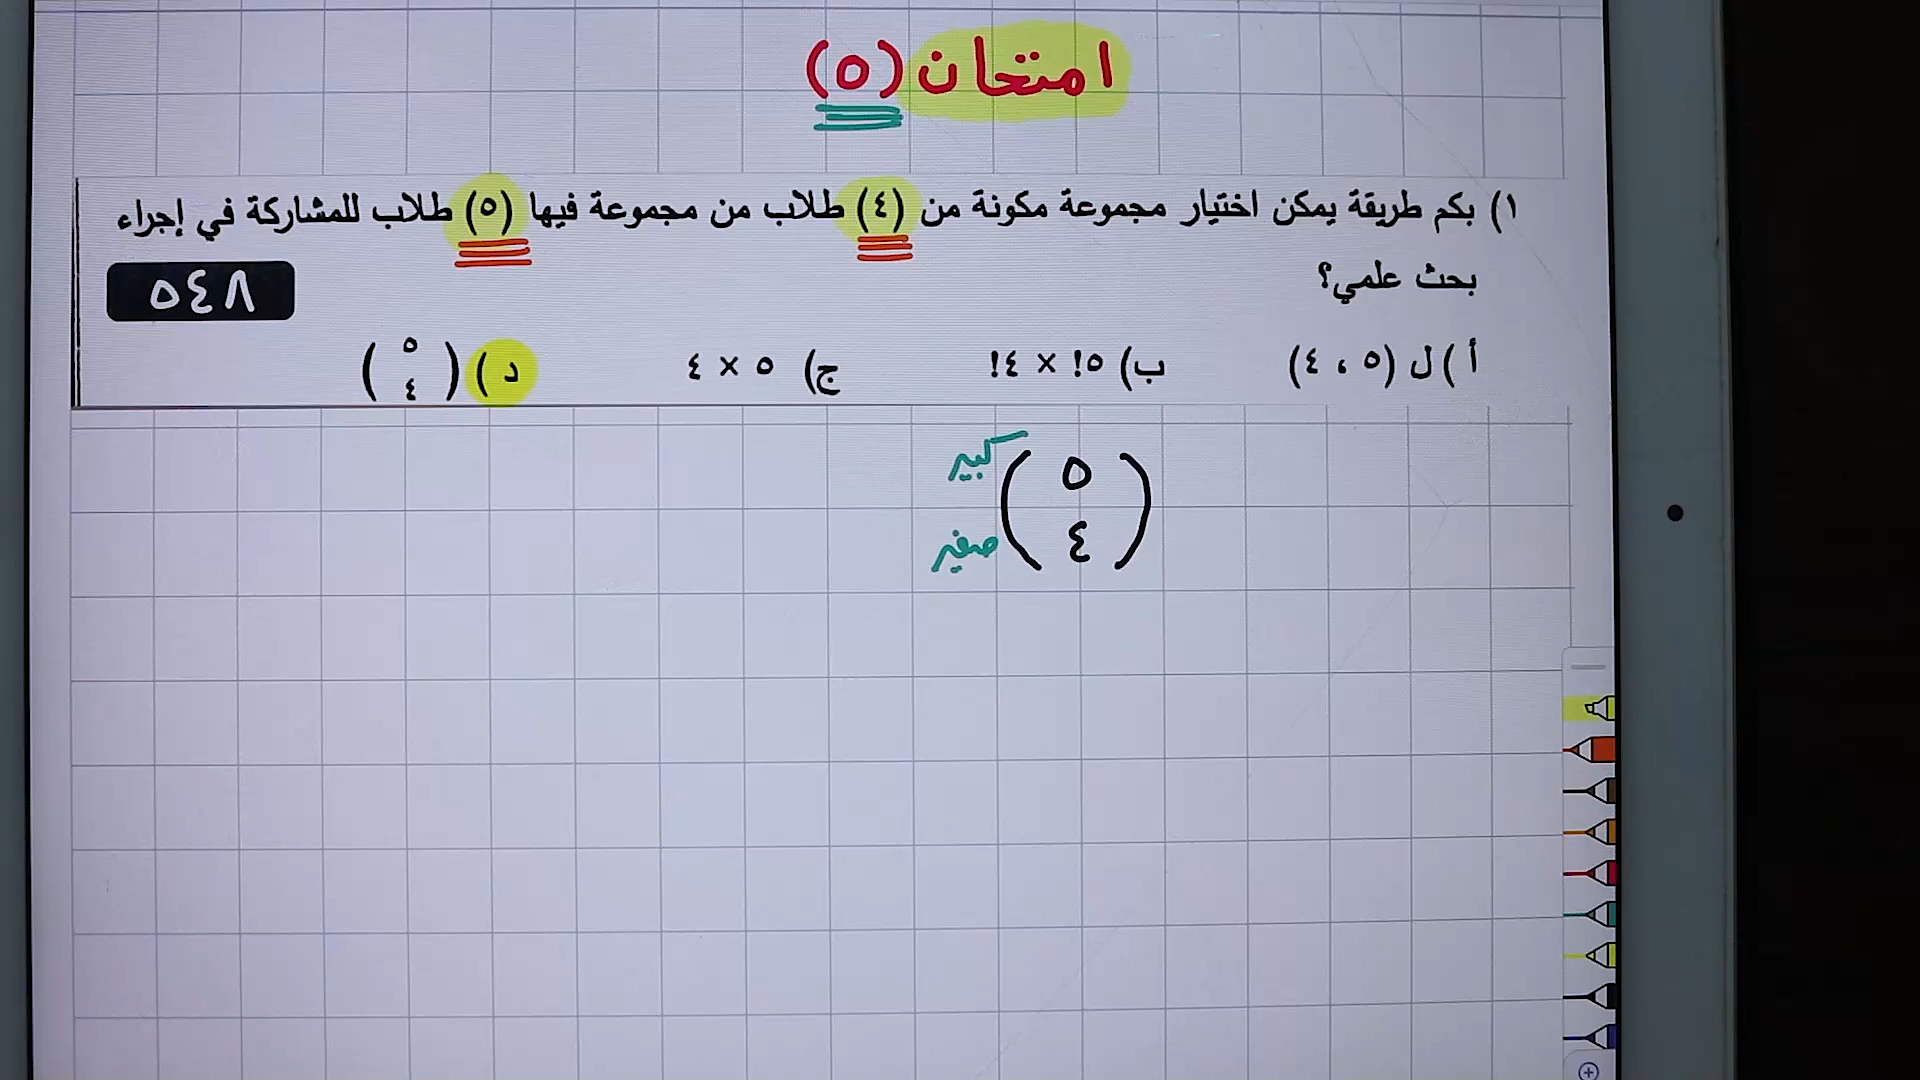 امتحان (٥)
١) بكم طريقة يمكن اختيار مجموعة مكونة من (٤) طلاب من مجموعة فيها (٥) طلاب للمشاركة في إجراء
بحث علمي؟
٥٤٨
أ ) ل (٥ ، ٤) ب) ٥! × ٤! ج) ٥ × ٤ د ) (٥ ٤)
كبير (٥
صغير ٤)